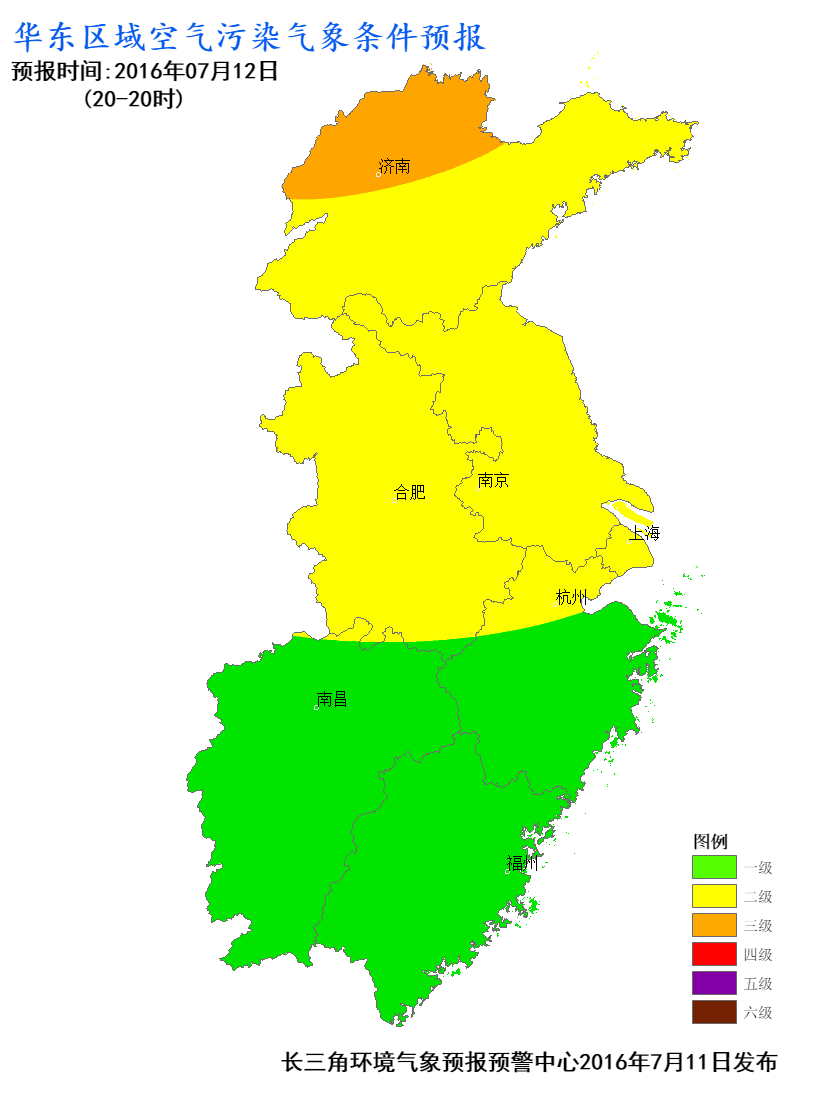 华东区域空气污染气象条件预报
预报时间:2016年07月12日
(20-20时)
济南
南京
合肥
上海
杭州
南昌
福州
图例
一级
二级
三级
四级
五级
六级
长三角环境气象预报预警中心2016年7月11日发布